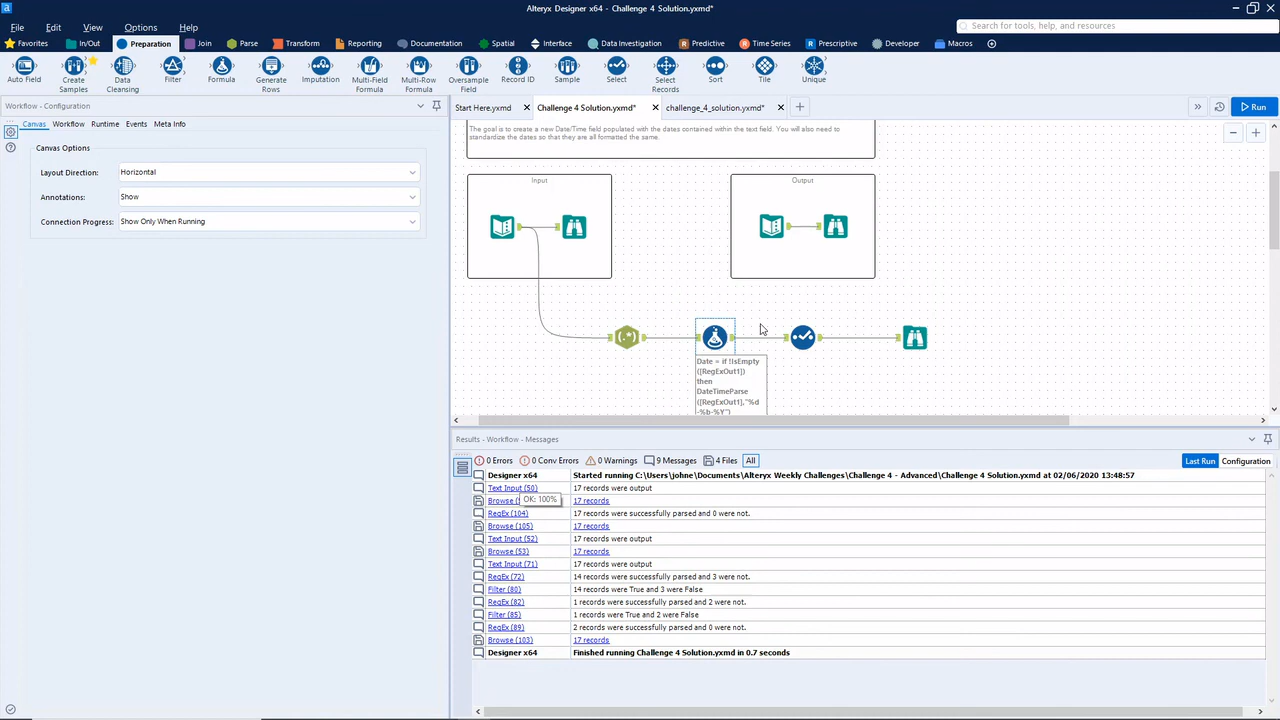 Alteryx Designer x64 - Challenge 4 Solution.yxmd*
File Edit View Options Help
Search for tools, help, and resources
Favorites In/Out Preparation Join Parse Transform Reporting Documentation Spatial Interface Data Investigation Predictive Time Series Prescriptive Developer Macros
Auto Field Create Samples Data Cleansing Filter Formula Generate Rows Imputation Multi-Field Formula Multi-Row Formula Oversample Field Record ID Sample Select Select Records Sort Tile Unique
Workflow - Configuration
Start Here.yxmd Challenge 4 Solution.yxmd* challenge_4_solution.yxmd*
Run
Canvas Workflow Runtime Events Meta Info
Canvas Options
Layout Direction: Horizontal
Annotations: Show
Connection Progress: Show Only When Running
The goal is to create a new Date/Time field populated with the dates contained within the text field. You will also need to
standardize the dates so that they are all formatted the same.
Input
Output
Date = if !IsEmpty
([RegExOut1])
then
DateTimeParse
([RegExOut1],"%d
-%b-%Y")
Results - Workflow - Messages
0 Errors 0 Conv Errors 0 Warnings 9 Messages 4 Files All
Last Run Configuration
Designer x64 Started running C:\Users\johne\Documents\Alteryx Weekly Challenges\Challenge 4 - Advanced\Challenge 4 Solution.yxmd at 02/06/2020 13:48:57
Text Input (50) 17 records were output
Browse 17 records
OK: 100%
RegEx (104) 17 records were successfully parsed and 0 were not.
Browse (105) 17 records
Text Input (52) 17 records were output
Browse (53) 17 records
Text Input (71) 17 records were output
RegEx (72) 14 records were successfully parsed and 3 were not.
Filter (80) 14 records were True and 3 were False
RegEx (82) 1 records were successfully parsed and 2 were not.
Filter (85) 1 records were True and 2 were False
RegEx (89) 2 records were successfully parsed and 0 were not.
Browse (103) 17 records
Designer x64 Finished running Challenge 4 Solution.yxmd in 0.7 seconds